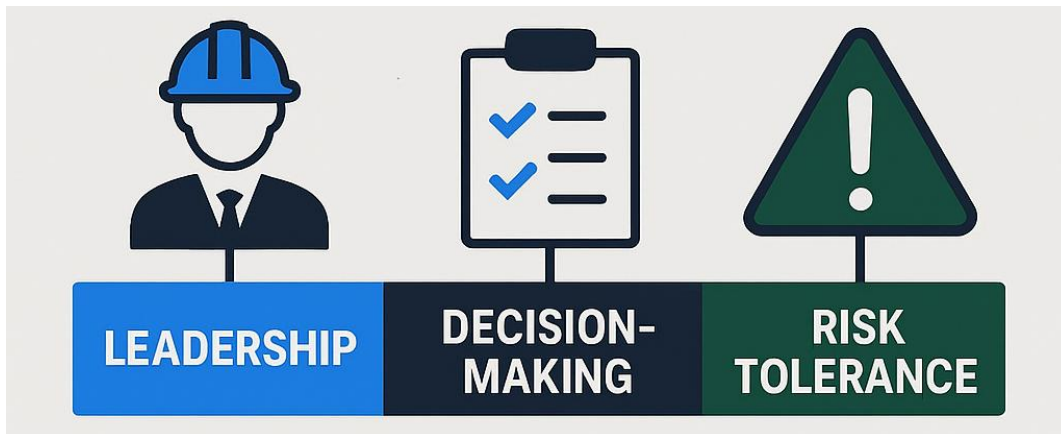 LEADERSHIP
DECISION-
MAKING
RISK
TOLERANCE